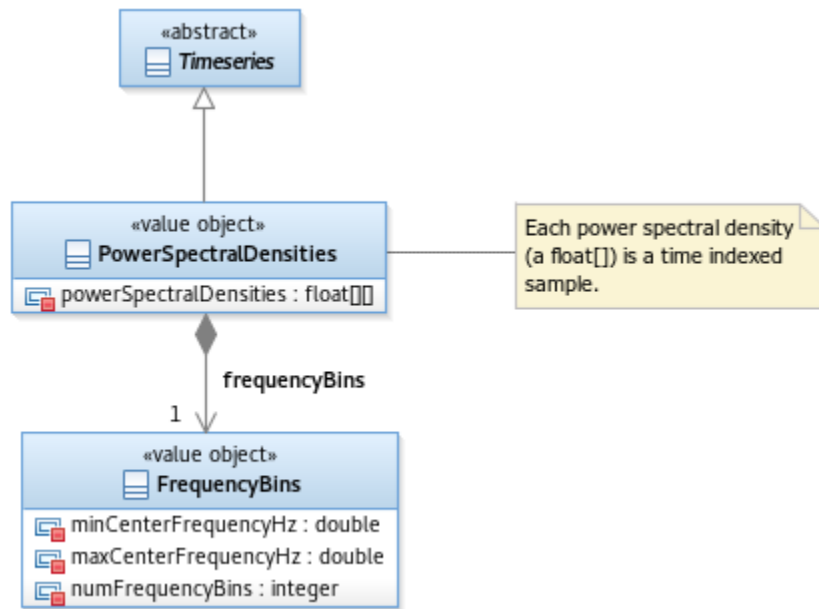 «abstract»
Timeseries
«value object»
PowerSpectralDensities
powerSpectralDensities : float[][]
Each power spectral density
(a float[]) is a time indexed
sample.
frequencyBins
1
«value object»
FrequencyBins
minCenterFrequencyHz : double
maxCenterFrequencyHz : double
numFrequencyBins : integer